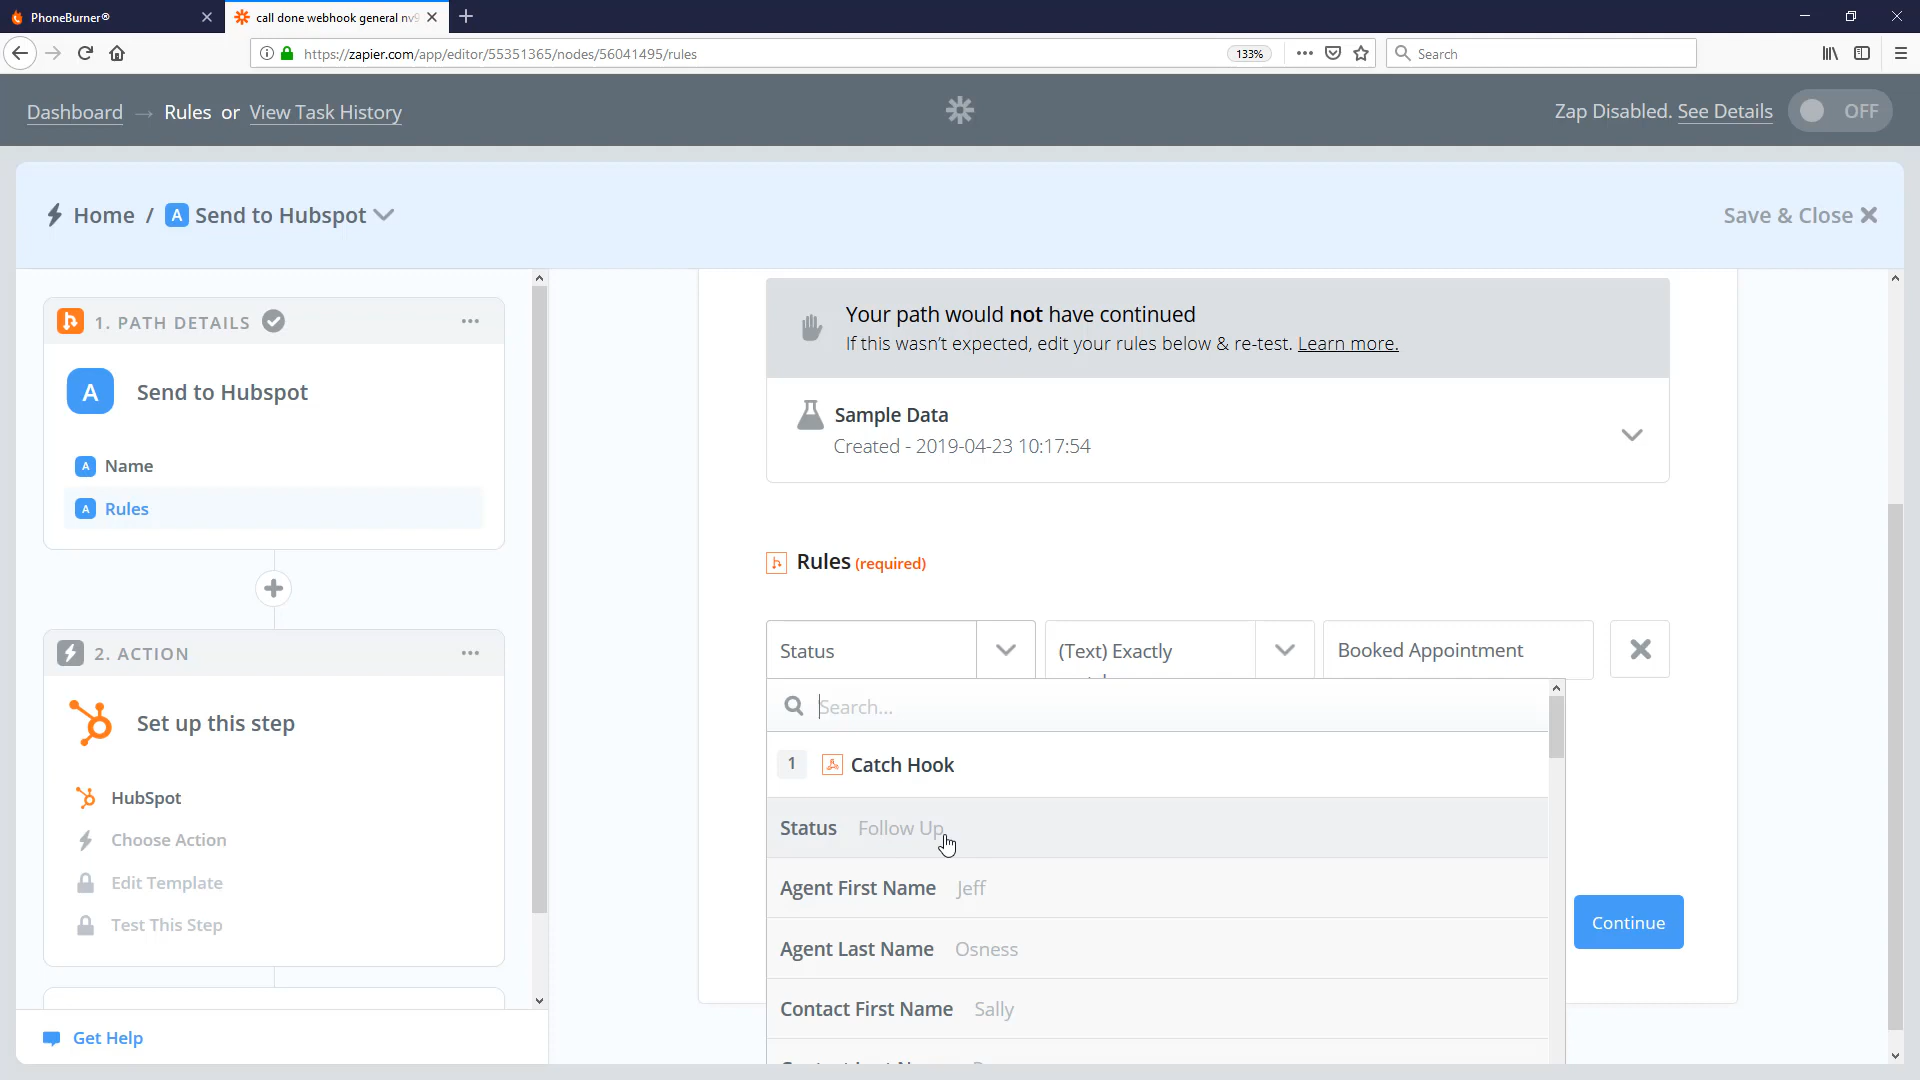 PhoneBurner®
call done webhook general nv9
https://zapier.com/app/editor/55351365/nodes/56041495/rules
133%
Search
Dashboard → Rules or View Task History
Zap Disabled. See Details
OFF
Home / A Send to Hubspot
Save & Close
1. PATH DETAILS
A Send to Hubspot
A Name
A Rules
2. ACTION
Set up this step
HubSpot
Choose Action
Edit Template
Test This Step
Get Help
Your path would not have continued
If this wasn't expected, edit your rules below & re-test. Learn more.
Sample Data
Created - 2019-04-23 10:17:54
Rules (required)
Status
(Text) Exactly
Booked Appointment
Search...
1 Catch Hook
Status Follow Up
Agent First Name Jeff
Agent Last Name Osness
Contact First Name Sally
Continue